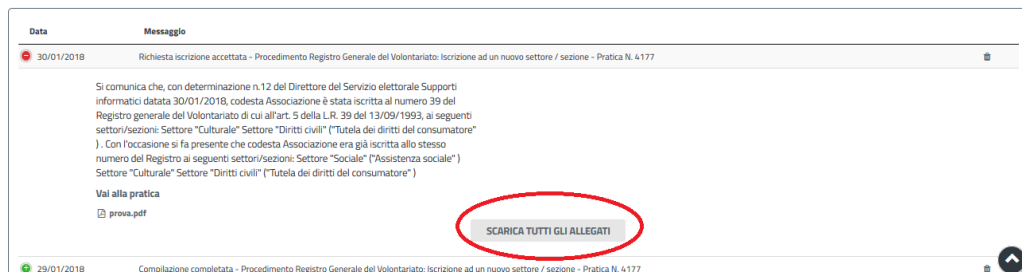 Data Messaggio
30/01/2018 Richiesta iscrizione accettata - Procedimento Registro Generale del Volontariato: Iscrizione ad un nuovo settore / sezione - Pratica N. 4177
Si comunica che, con determinazione n.12 del Direttore del Servizio elettorale Supporti
informatici datata 30/01/2018, codesta Associazione è stata iscritta al numero 39 del
Registro generale del Volontariato di cui all'art. 5 della L.R. 39 del 13/09/1993, ai seguenti
settori/sezioni: Settore "Culturale" Settore "Diritti civili" ("Tutela dei diritti del consumatore"
) . Con l'occasione si fa presente che codesta Associazione era già iscritta allo stesso
numero del Registro ai seguenti settori/sezioni: Settore "Sociale" ("Assistenza sociale" )
Settore "Culturale" Settore "Diritti civili" ("Tutela dei diritti del consumatore" )
Vai alla pratica
prova.pdf
SCARICA TUTTI GLI ALLEGATI
29/01/2018 Compilazione completata - Procedimento Registro Generale del Volontariato: Iscrizione ad un nuovo settore / sezione - Pratica N. 4177